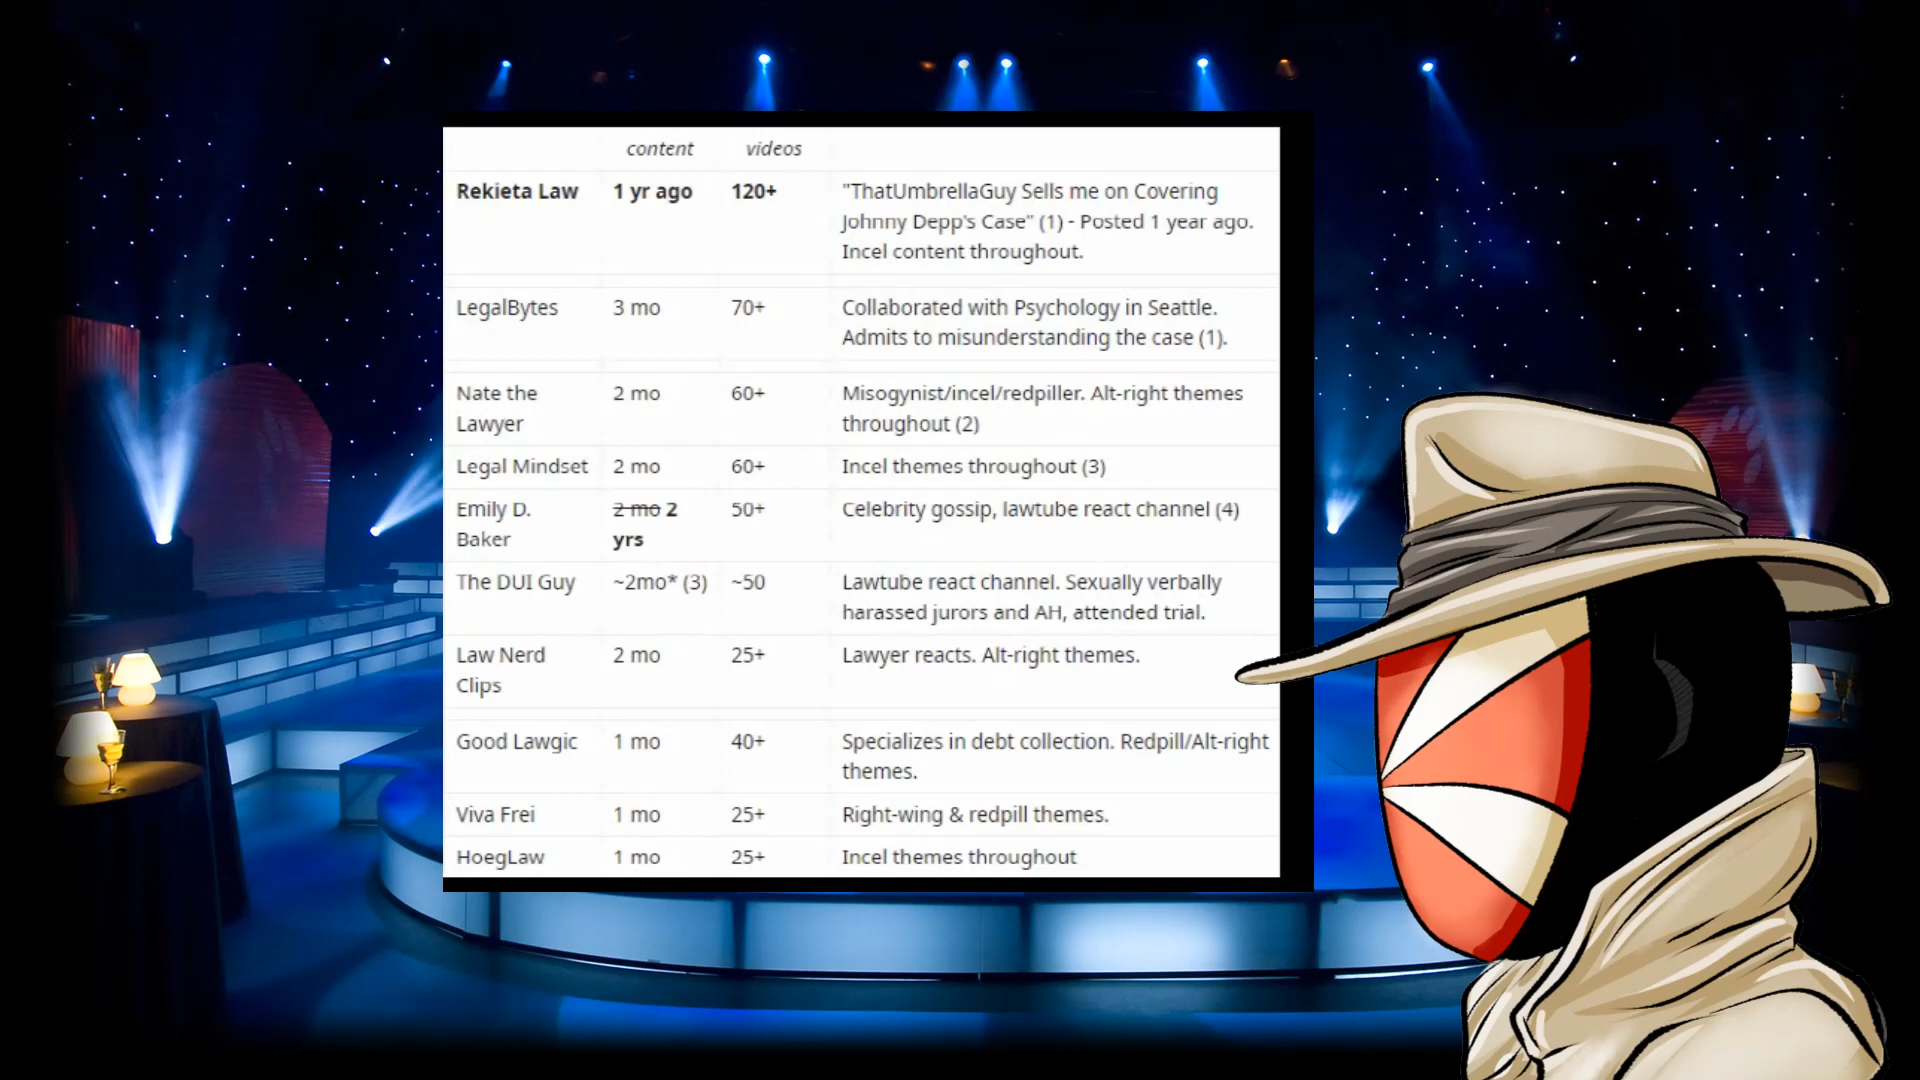 content videos
Rekieta Law 1 yr ago 120+ "ThatUmbrellaGuy Sells me on Covering
Johnny Depp's Case" (1) - Posted 1 year ago.
Incel content throughout.
LegalBytes 3 mo 70+ Collaborated with Psychology in Seattle.
Admits to misunderstanding the case (1).
Nate the 2 mo 60+ Misogynist/incel/redpiller. Alt-right themes
Lawyer throughout (2)
Legal Mindset 2 mo 60+ Incel themes throughout (3)
Emily D. 2 mo 2 50+ Celebrity gossip, lawtube react channel (4)
Baker yrs
The DUI Guy ~2mo* (3) ~50 Lawtube react channel. Sexually verbally
harassed jurors and AH, attended trial.
Law Nerd 2 mo 25+ Lawyer reacts. Alt-right themes.
Clips
Good Lawgic 1 mo 40+ Specializes in debt collection. Redpill/Alt-right
themes.
Viva Frei 1 mo 25+ Right-wing & redpill themes.
HoegLaw 1 mo 25+ Incel themes throughout